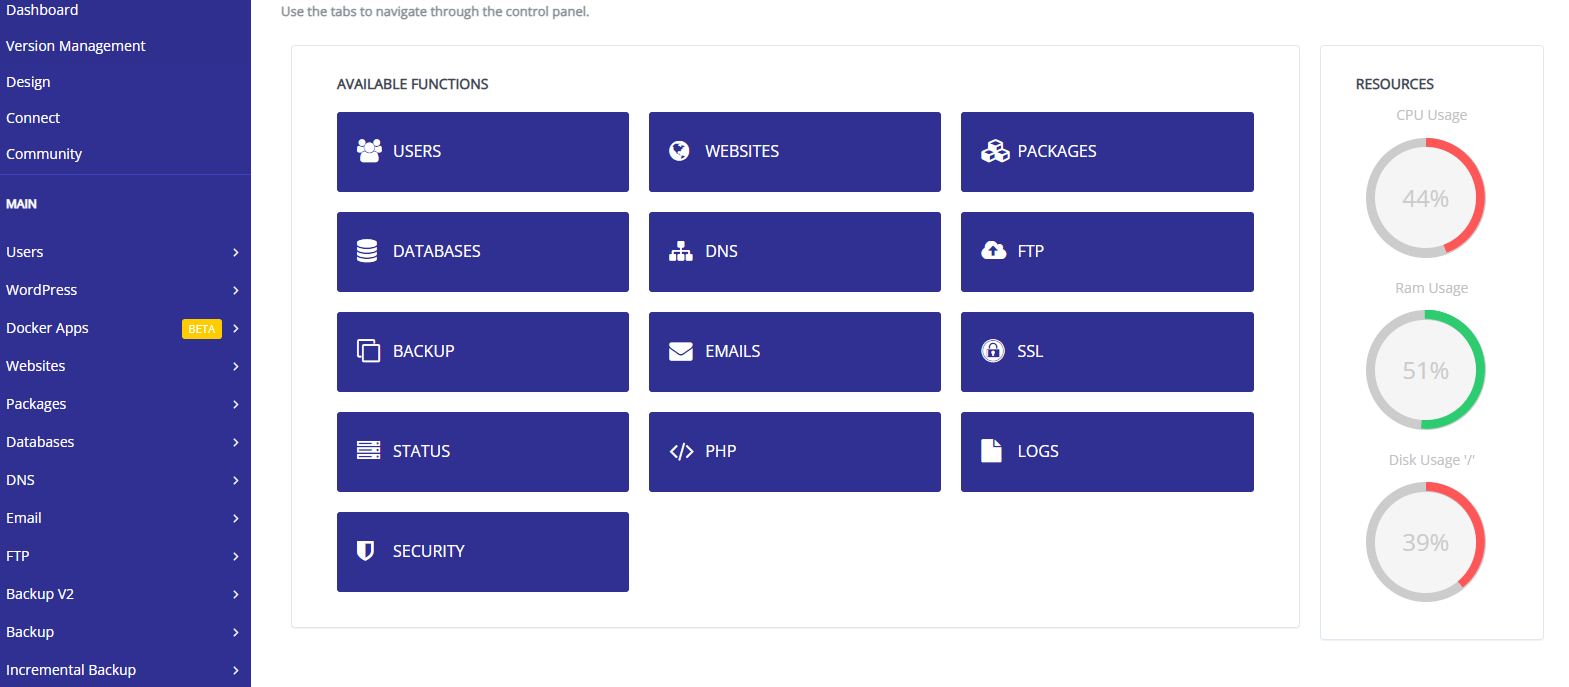 Dashboard
Version Management
Design
Connect
Community
MAIN
Users
WordPress
Docker Apps BETA
Websites
Packages
Databases
DNS
Email
FTP
Backup V2
Backup
Incremental Backup
Use the tabs to navigate through the control panel.
AVAILABLE FUNCTIONS
USERS
WEBSITES
PACKAGES
DATABASES
DNS
FTP
BACKUP
EMAILS
SSL
STATUS
PHP
LOGS
SECURITY
RESOURCES
CPU Usage
44%
Ram Usage
51%
Disk Usage '/'
39%